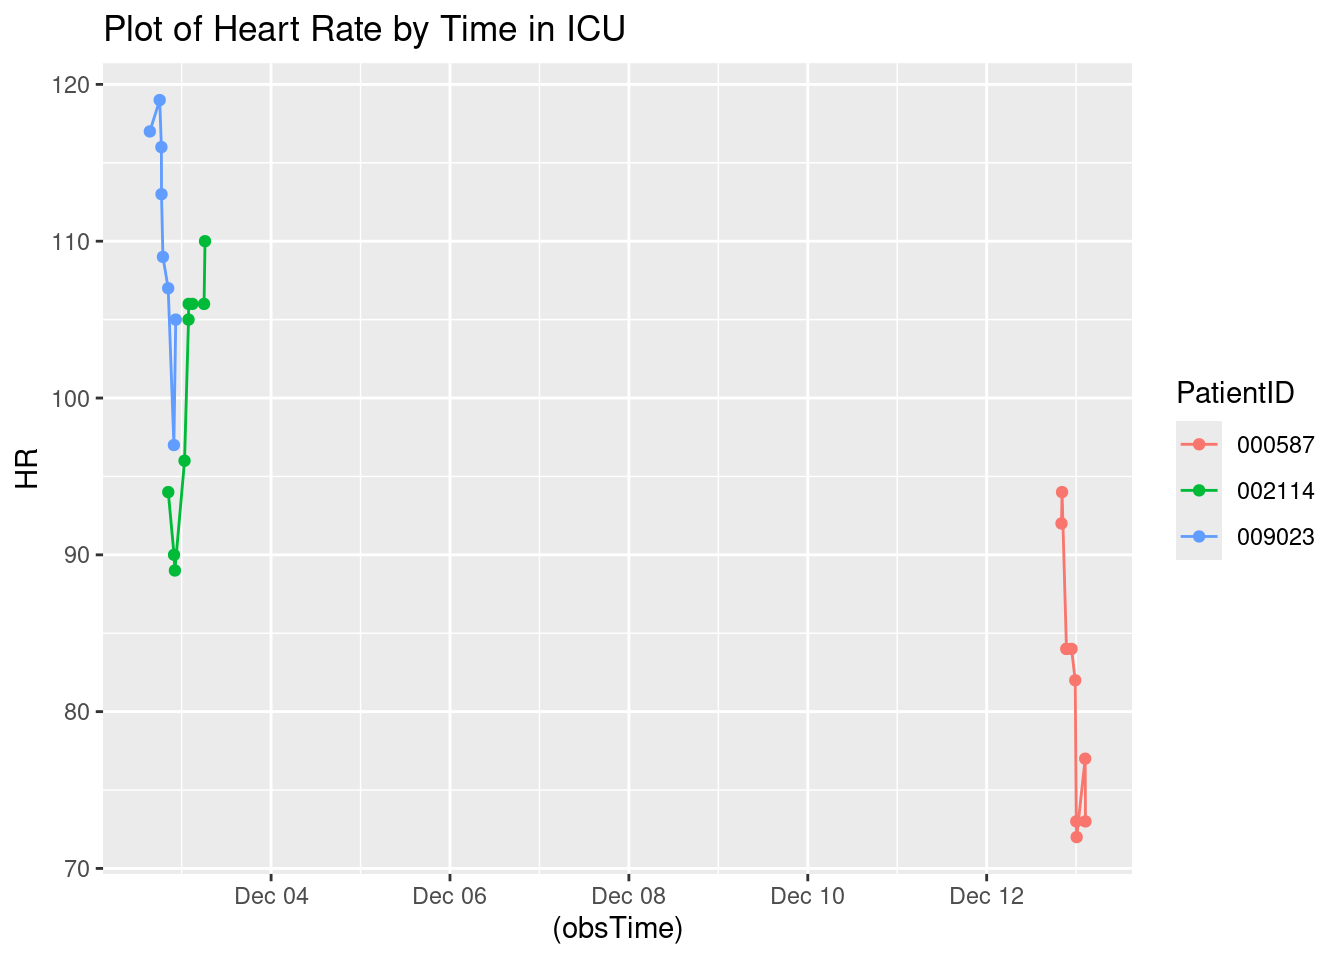 Plot of Heart Rate by Time in ICU
120
110
100
90
80
70
HR
Dec 04 Dec 06 Dec 08 Dec 10 Dec 12
(obsTime)
PatientID
000587
002114
009023